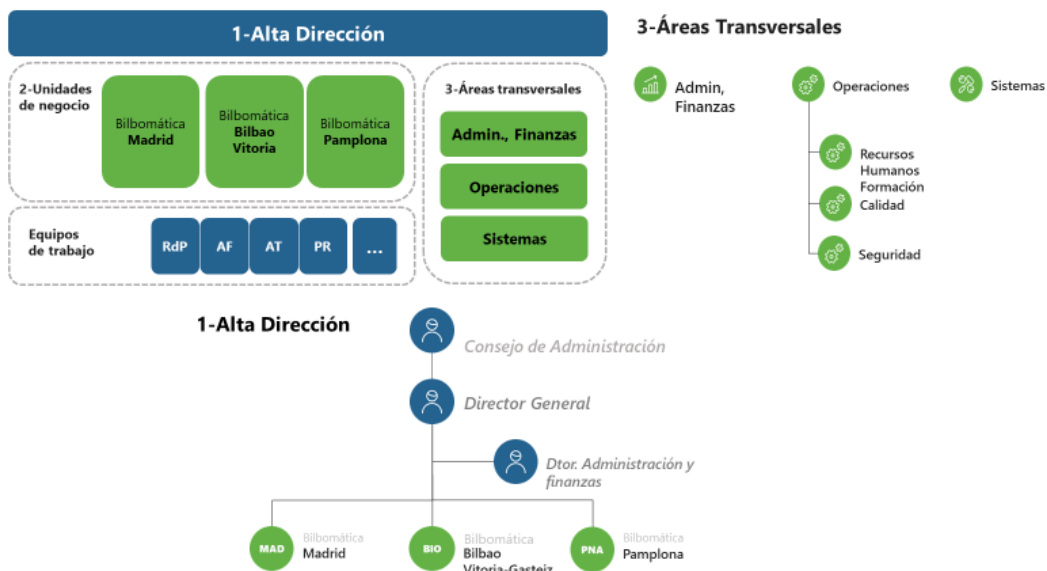 1-Alta Dirección
2-Unidades
de negocio
Bilbomática
Madrid
Bilbomática
Bilbao
Vitoria
Bilbomática
Pamplona
Equipos
de trabajo
RdP
AF
AT
PR
...
3-Áreas transversales
Admin., Finanzas
Operaciones
Sistemas
3-Áreas Transversales
Admin,
Finanzas
Operaciones
Recursos
Humanos
Formación
Calidad
Seguridad
Sistemas
1-Alta Dirección
Consejo de Administración
Director General
Dtor. Administración y
finanzas
MAD
Bilbomática
Madrid
BIO
Bilbomática
Bilbao
Vitoria-Gasteiz
PNA
Bilbomática
Pamplona